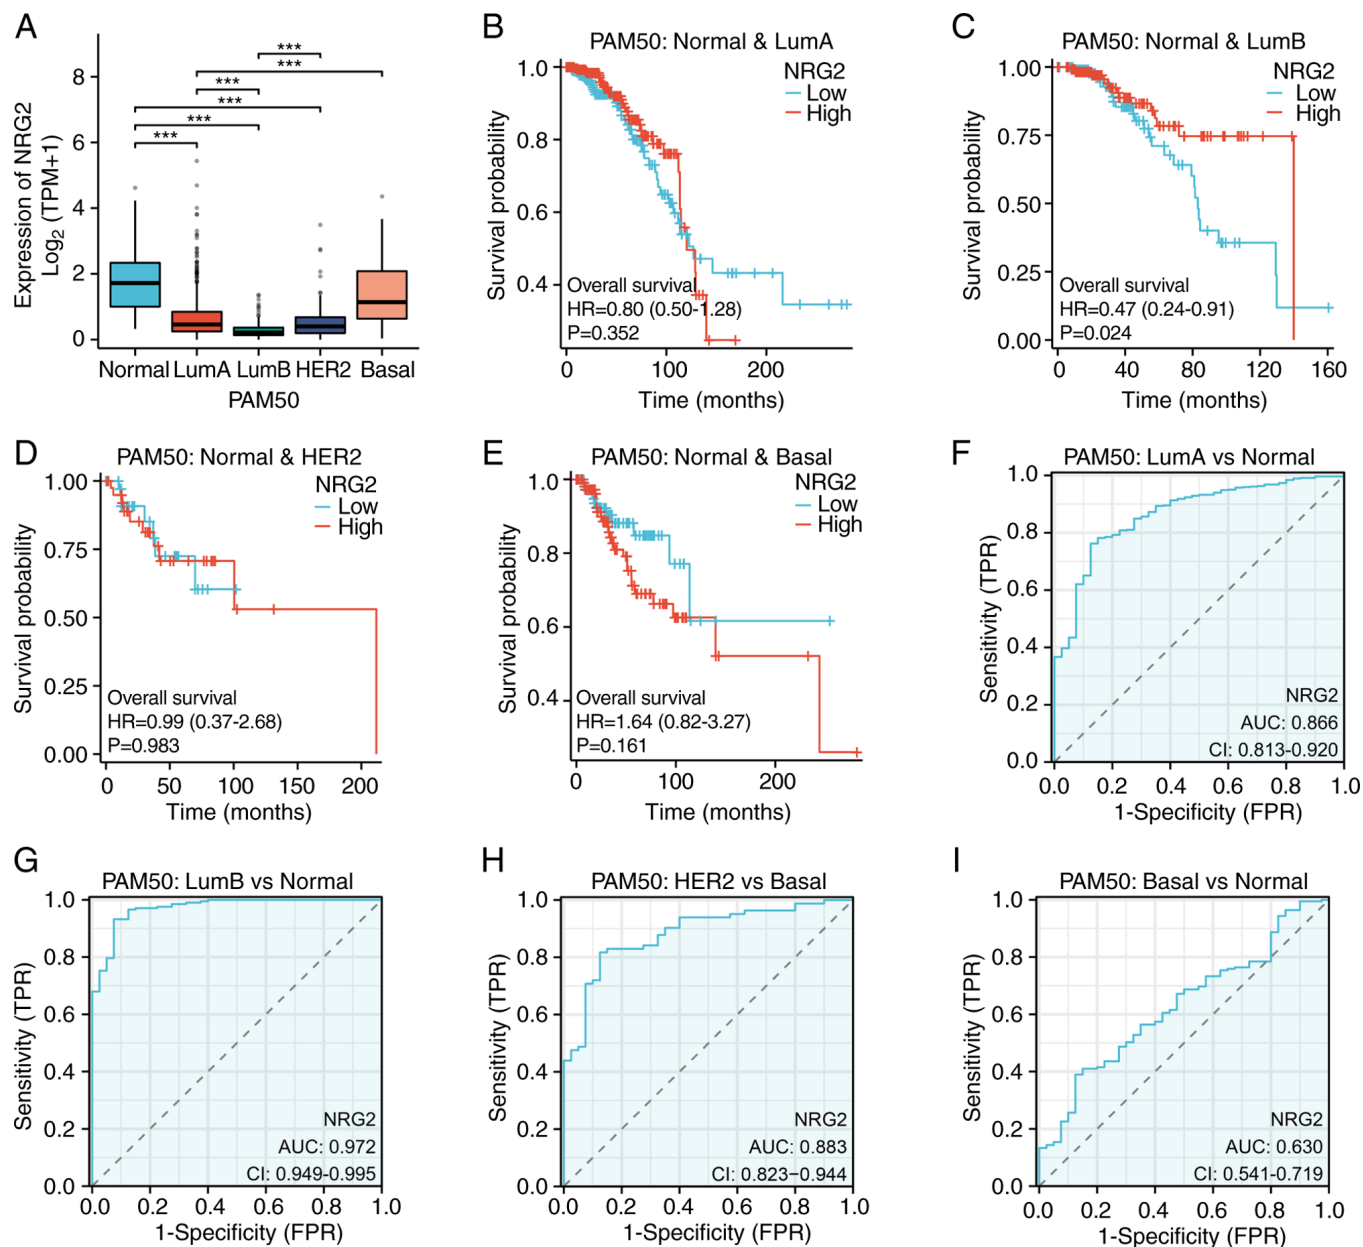 A
Expression of NRG2
Log2 (TPM+1)
8
6
4
2
0
***
***
***
***
***
***
Normal LumA LumB HER2 Basal
PAM50
B
PAM50: Normal & LumA
NRG2
Low
High
Survival probability
1.0
0.8
0.6
0.4
Overall survival
HR=0.80 (0.50-1.28)
P=0.352
0 100 200
Time (months)
C
PAM50: Normal & LumB
NRG2
Low
High
Survival probability
1.00
0.75
0.50
0.25
0.00
Overall survival
HR=0.47 (0.24-0.91)
P=0.024
0 40 80 120 160
Time (months)
D
PAM50: Normal & HER2
NRG2
Low
High
Survival probability
1.00
0.75
0.50
0.25
0.00
Overall survival
HR=0.99 (0.37-2.68)
P=0.983
0 50 100 150 200
Time (months)
E
PAM50: Normal & Basal
NRG2
Low
High
Survival probability
1.0
0.8
0.6
0.4
Overall survival
HR=1.64 (0.82-3.27)
P=0.161
0 100 200
Time (months)
F
PAM50: LumA vs Normal
Sensitivity (TPR)
1.0
0.8
0.6
0.4
0.2
0.0
NRG2
AUC: 0.866
CI: 0.813-0.920
0.0 0.2 0.4 0.6 0.8 1.0
1-Specificity (FPR)
G
PAM50: LumB vs Normal
Sensitivity (TPR)
1.0
0.8
0.6
0.4
0.2
0.0
NRG2
AUC: 0.972
CI: 0.949-0.995
0.0 0.2 0.4 0.6 0.8 1.0
1-Specificity (FPR)
H
PAM50: HER2 vs Basal
Sensitivity (TPR)
1.0
0.8
0.6
0.4
0.2
0.0
NRG2
AUC: 0.883
CI: 0.823–0.944
0.0 0.2 0.4 0.6 0.8 1.0
1-Specificity (FPR)
I
PAM50: Basal vs Normal
Sensitivity (TPR)
1.0
0.8
0.6
0.4
0.2
0.0
NRG2
AUC: 0.630
CI: 0.541-0.719
0.0 0.2 0.4 0.6 0.8 1.0
1-Specificity (FPR)